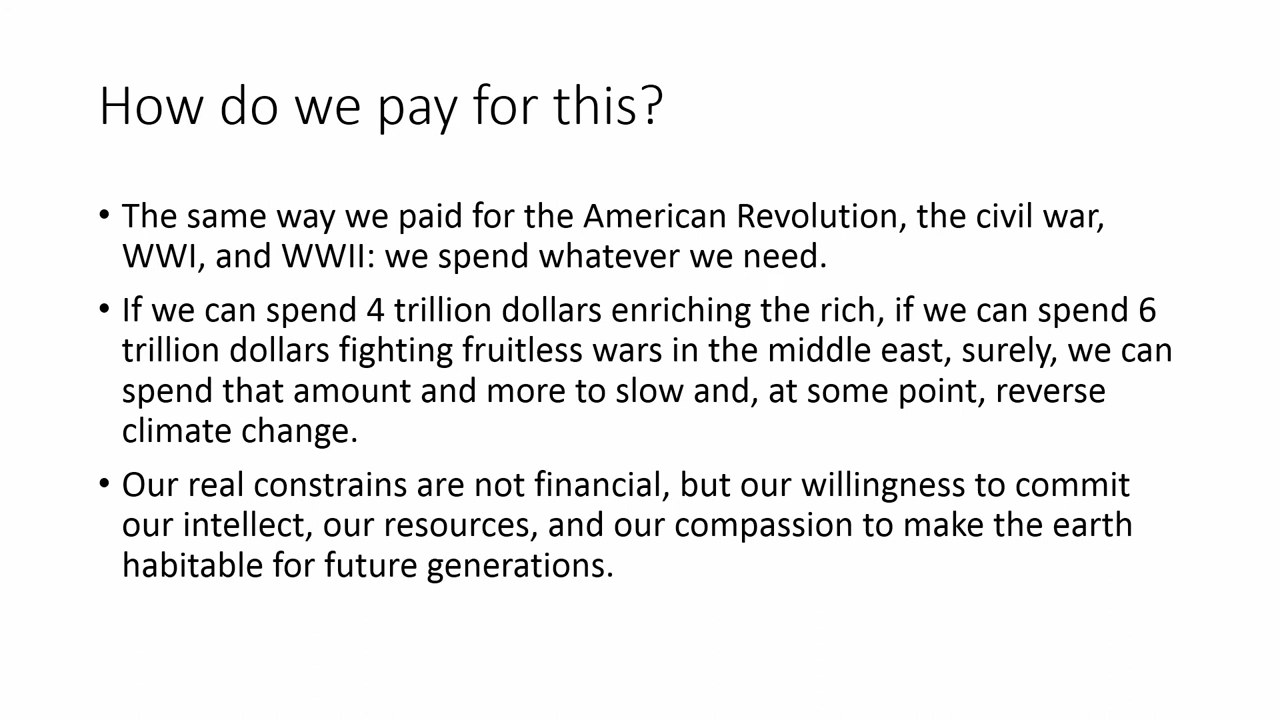 How do we pay for this?
• The same way we paid for the American Revolution, the civil war,
WWI, and WWII: we spend whatever we need.
• If we can spend 4 trillion dollars enriching the rich, if we can spend 6
trillion dollars fighting fruitless wars in the middle east, surely, we can
spend that amount and more to slow and, at some point, reverse
climate change.
• Our real constrains are not financial, but our willingness to commit
our intellect, our resources, and our compassion to make the earth
habitable for future generations.